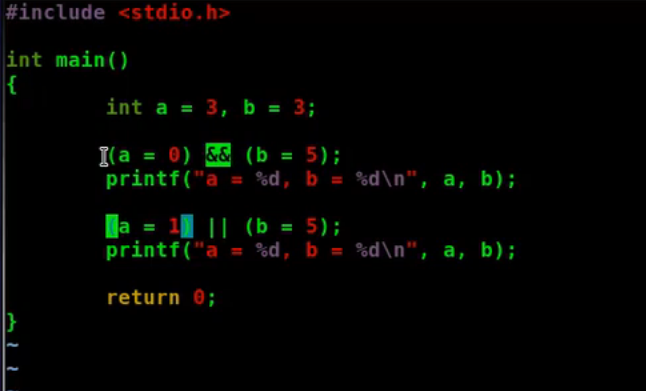 #include <stdio.h>
int main()
{
int a = 3, b = 3;
(a = 0) && (b = 5);
printf("a = %d, b = %d\n", a, b);
(a = 1) || (b = 5);
printf("a = %d, b = %d\n", a, b);
return 0;
}
~
~